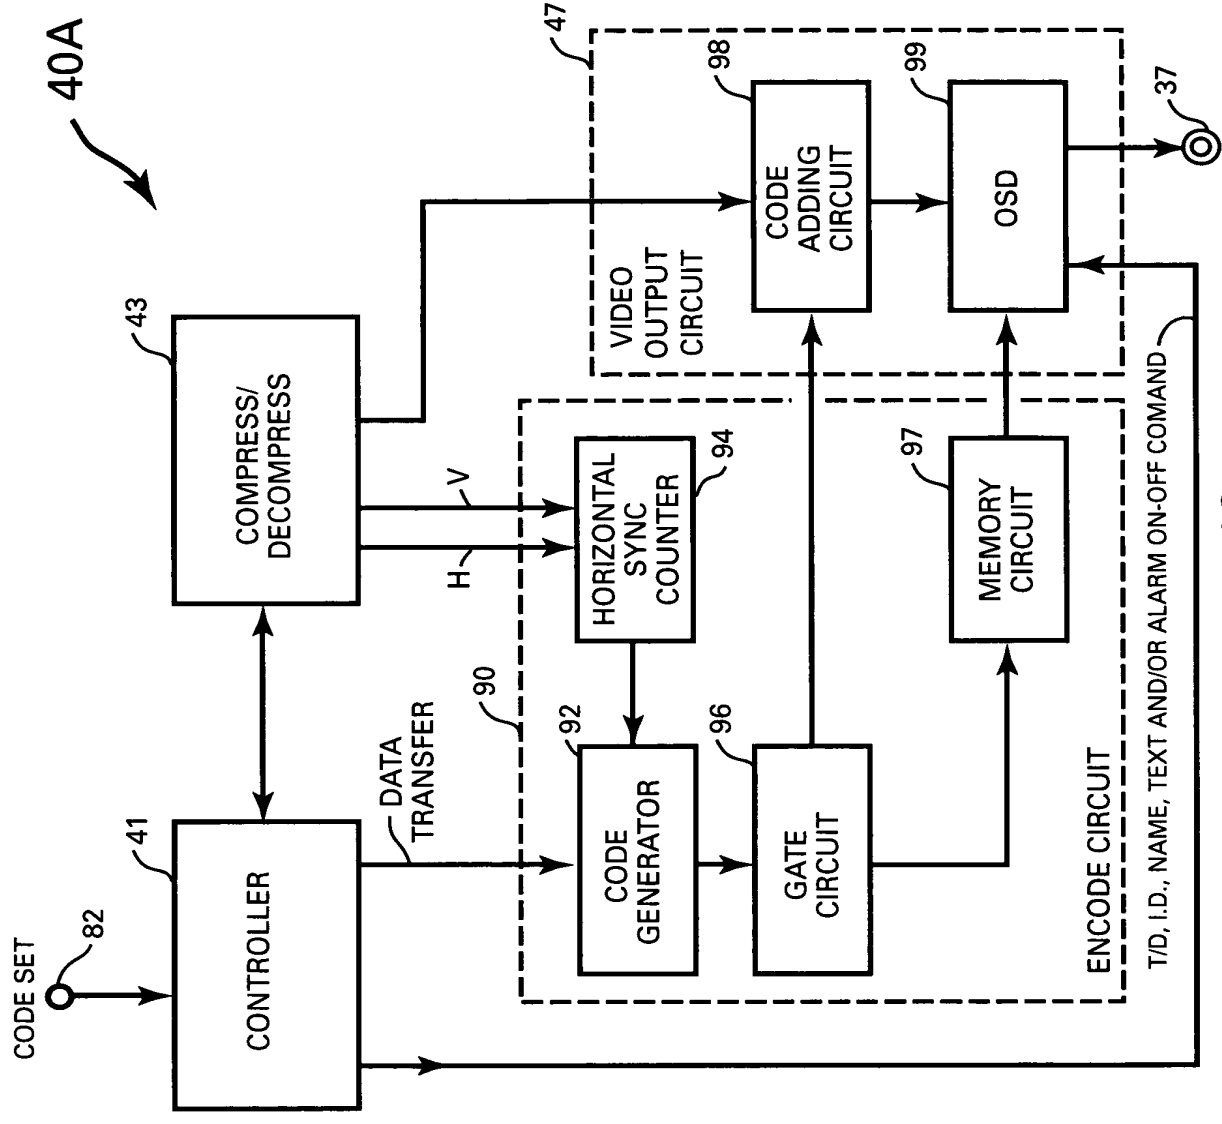 40A
CODE SET
82
41
CONTROLLER
43
COMPRESS/
DECOMPRESS
DATA
TRANSFER
H
V
90
92
CODE
GENERATOR
94
HORIZONTAL
SYNC
COUNTER
96
GATE
CIRCUIT
97
MEMORY
CIRCUIT
ENCODE CIRCUIT
47
VIDEO
OUTPUT
CIRCUIT
98
CODE
ADDING
CIRCUIT
99
OSD
37
T/D, I.D., NAME, TEXT AND/OR ALARM ON-OFF COMAND